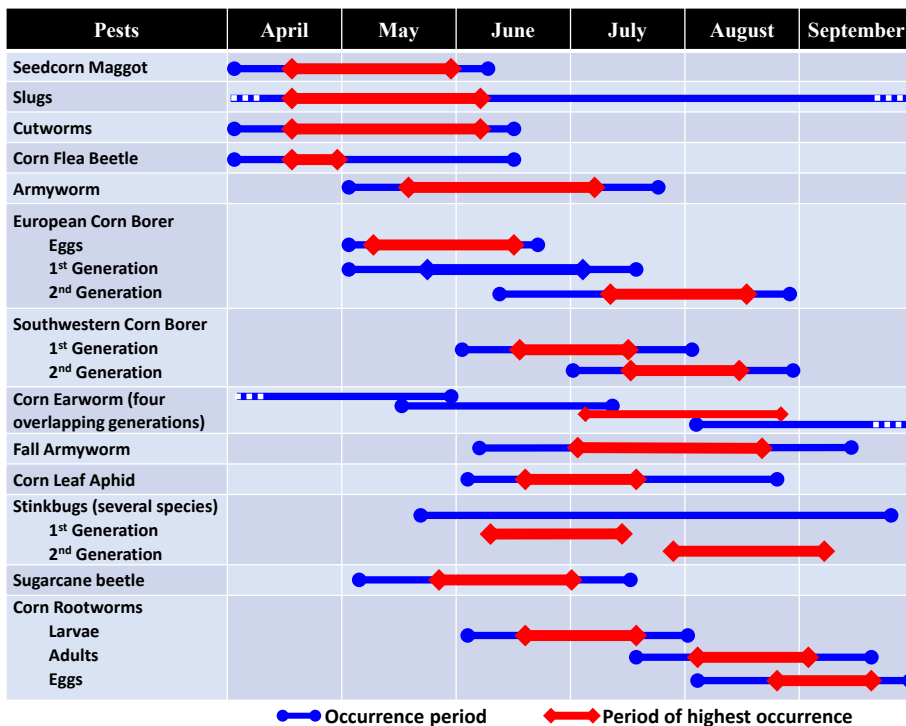 Pests April May June July August September
Seedcorn Maggot
Slugs
Cutworms
Corn Flea Beetle
Armyworm
European Corn Borer
Eggs
1st Generation
2nd Generation
Southwestern Corn Borer
1st Generation
2nd Generation
Corn Earworm (four
overlapping generations)
Fall Armyworm
Corn Leaf Aphid
Stinkbugs (several species)
1st Generation
2nd Generation
Sugarcane beetle
Corn Rootworms
Larvae
Adults
Eggs
Occurrence period Period of highest occurrence